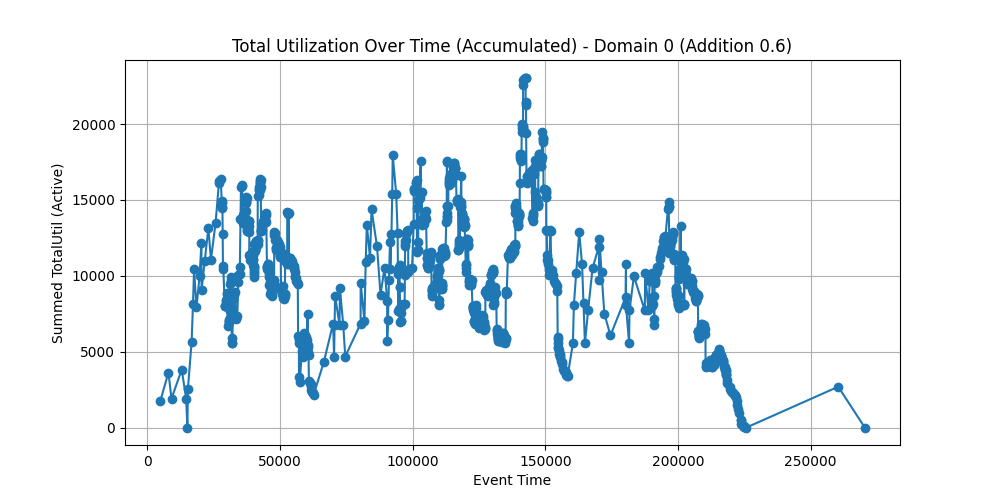 Total Utilization Over Time (Accumulated) - Domain 0 (Addition 0.6)
Summed TotalUtil (Active)
20000
15000
10000
5000
0
0 50000 100000 150000 200000 250000
Event Time